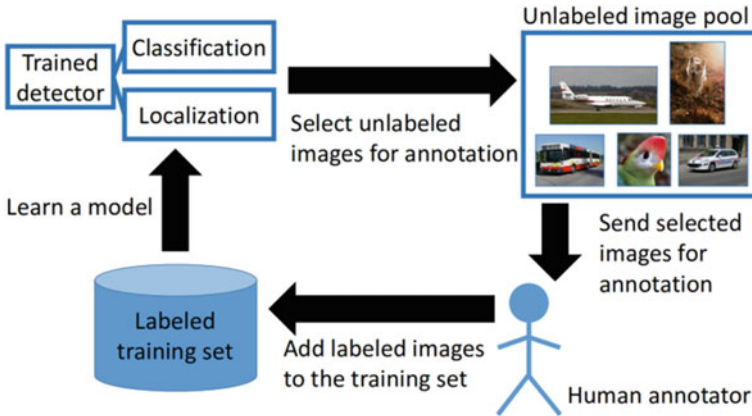 Unlabeled image pool
Classification
Trained
detector
Localization
Select unlabeled
images for annotation
Learn a model
Send selected
images for
annotation
Labeled
training set
Add labeled images
to the training set
Human annotator